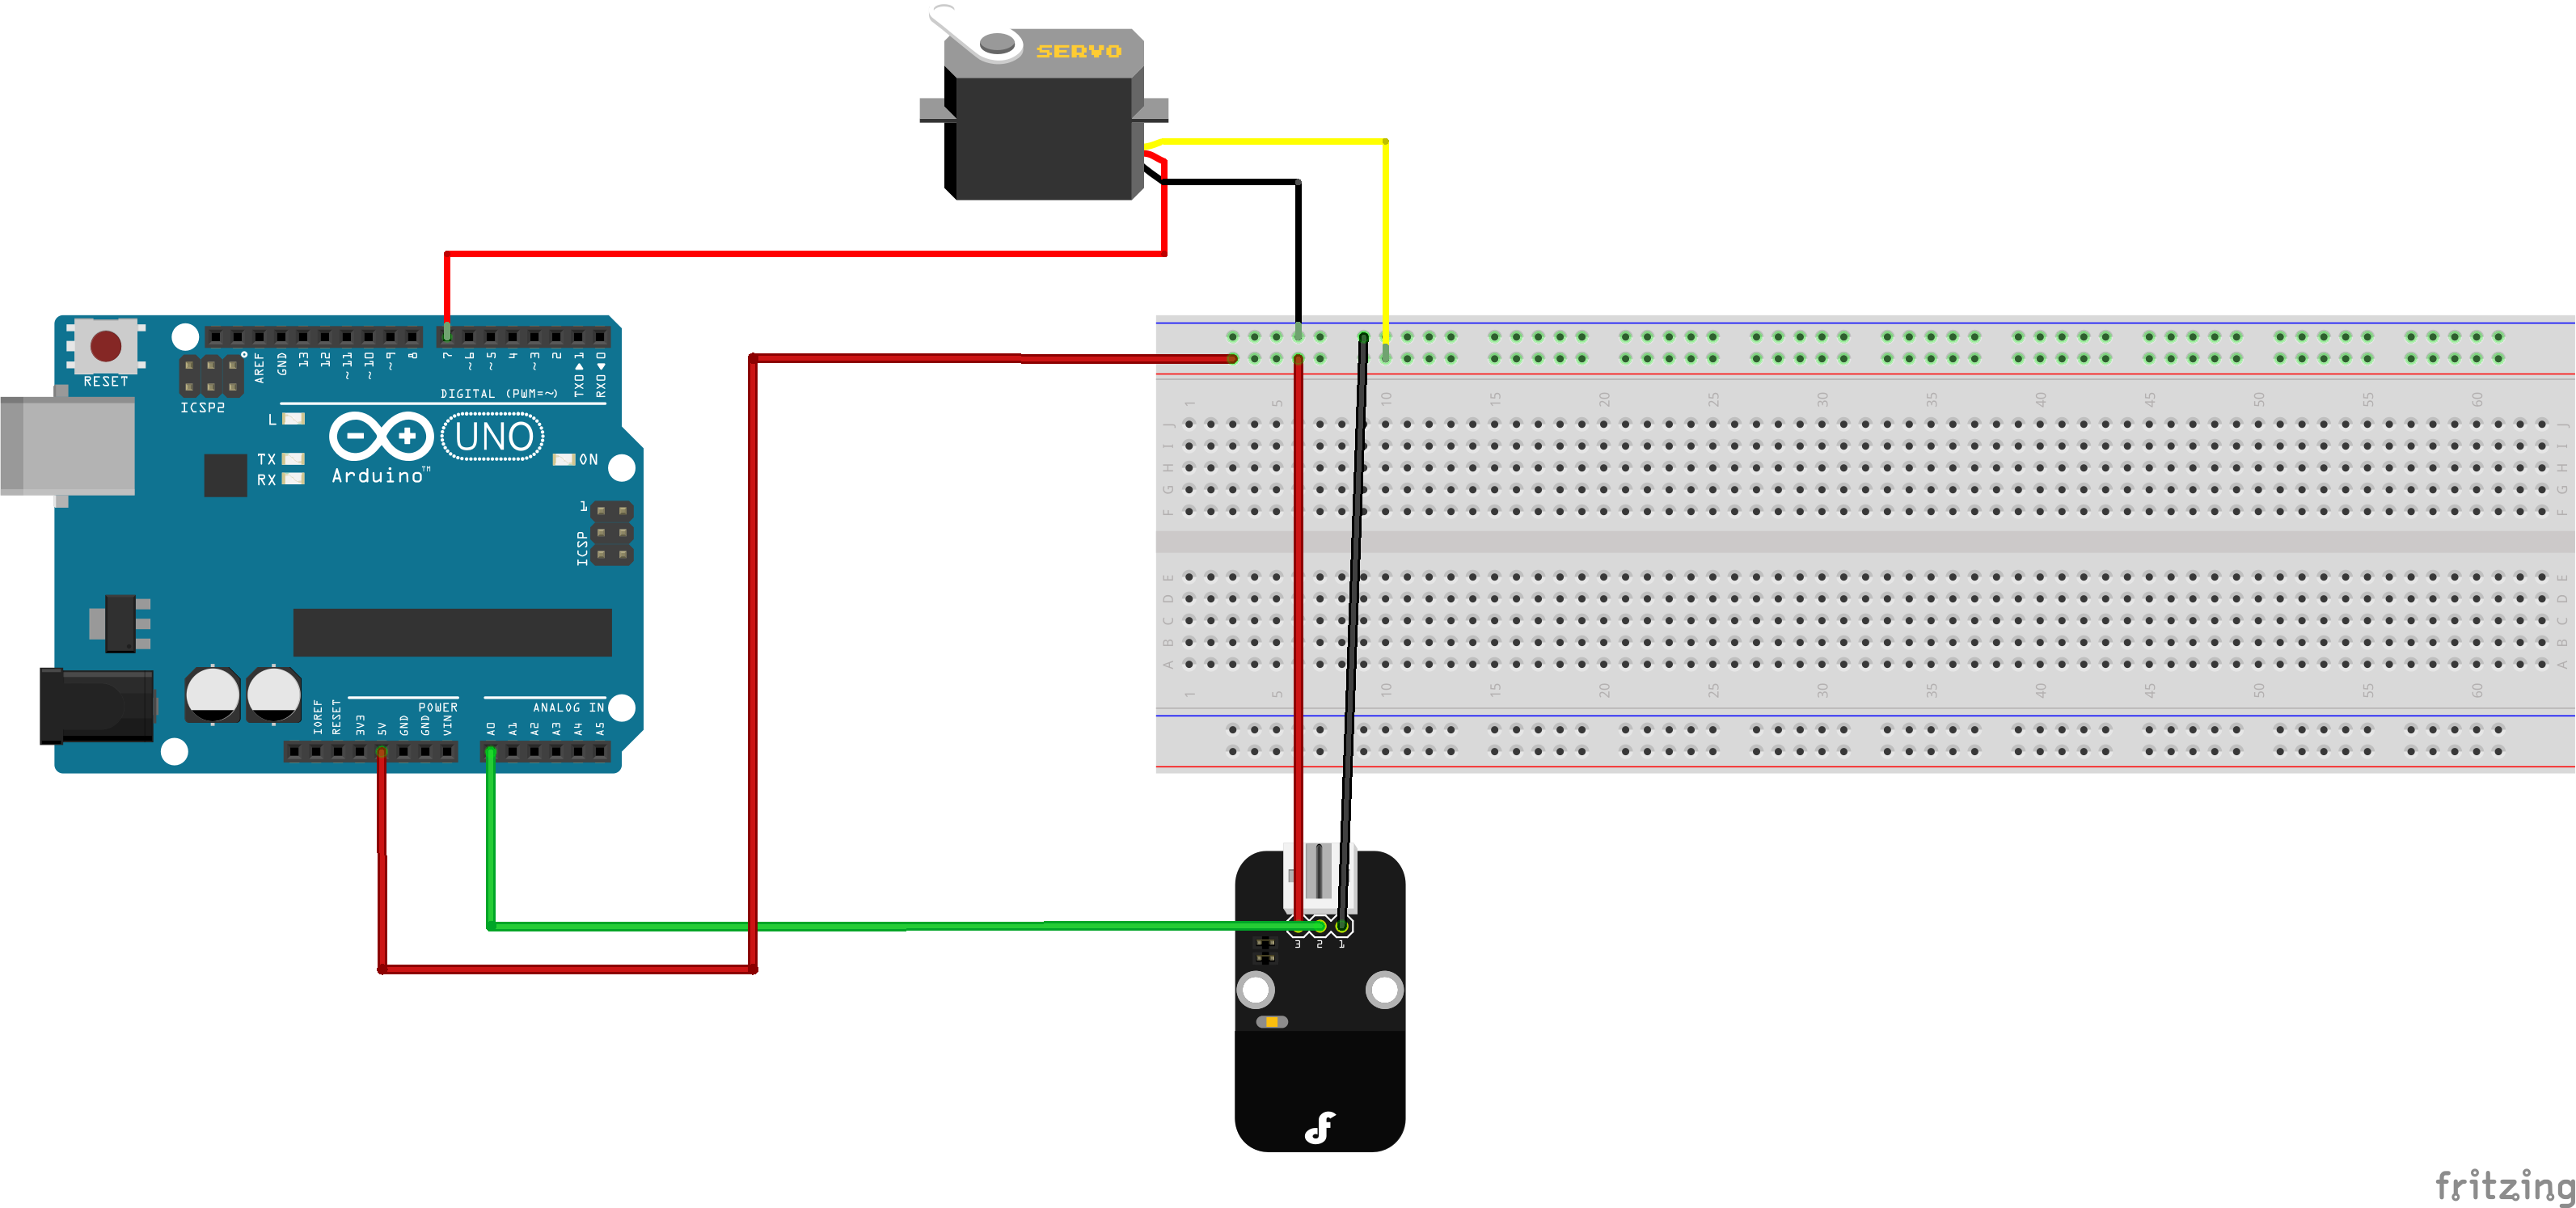 SERVO
RESET
ICSP2
AREF
GND
13
12
~11
~10
~9
8
7
~6
~5
4
~3
2
TX0▶1
RX0◀0
DIGITAL (PWM=~)
L
TX
RX
UNO
Arduino™
ON
1
ICSP
POWER
ANALOG IN
IOREF
RESET
3V3
5V
GND
GND
VIN
A0
A1
A2
A3
A4
A5
1 5 10 15 20 25 30 35 40 45 50 55 60
J J
I I
H H
G G
F F
E E
D D
C C
B B
A A
1 5 10 15 20 25 30 35 40 45 50 55 60
3 2 1
fritzing